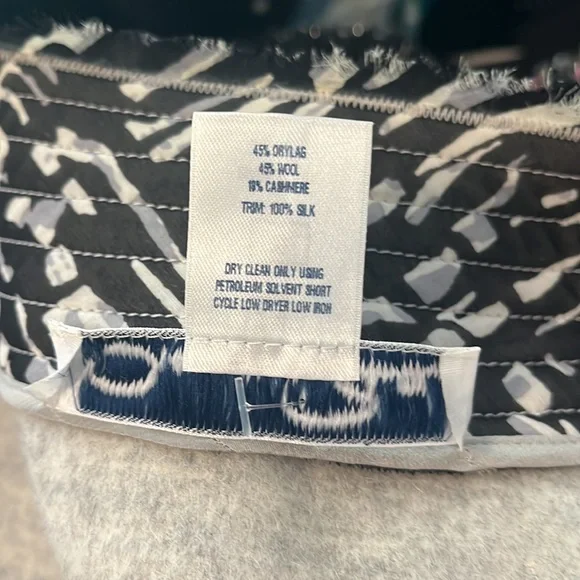 45% ORYLAG
45% WOOL
10% CASHMERE
TRIM: 100% SILK
DRY CLEAN ONLY USING
PETROLEUM SOLVENT SHORT
CYCLE LOW DRYER LOW IRON